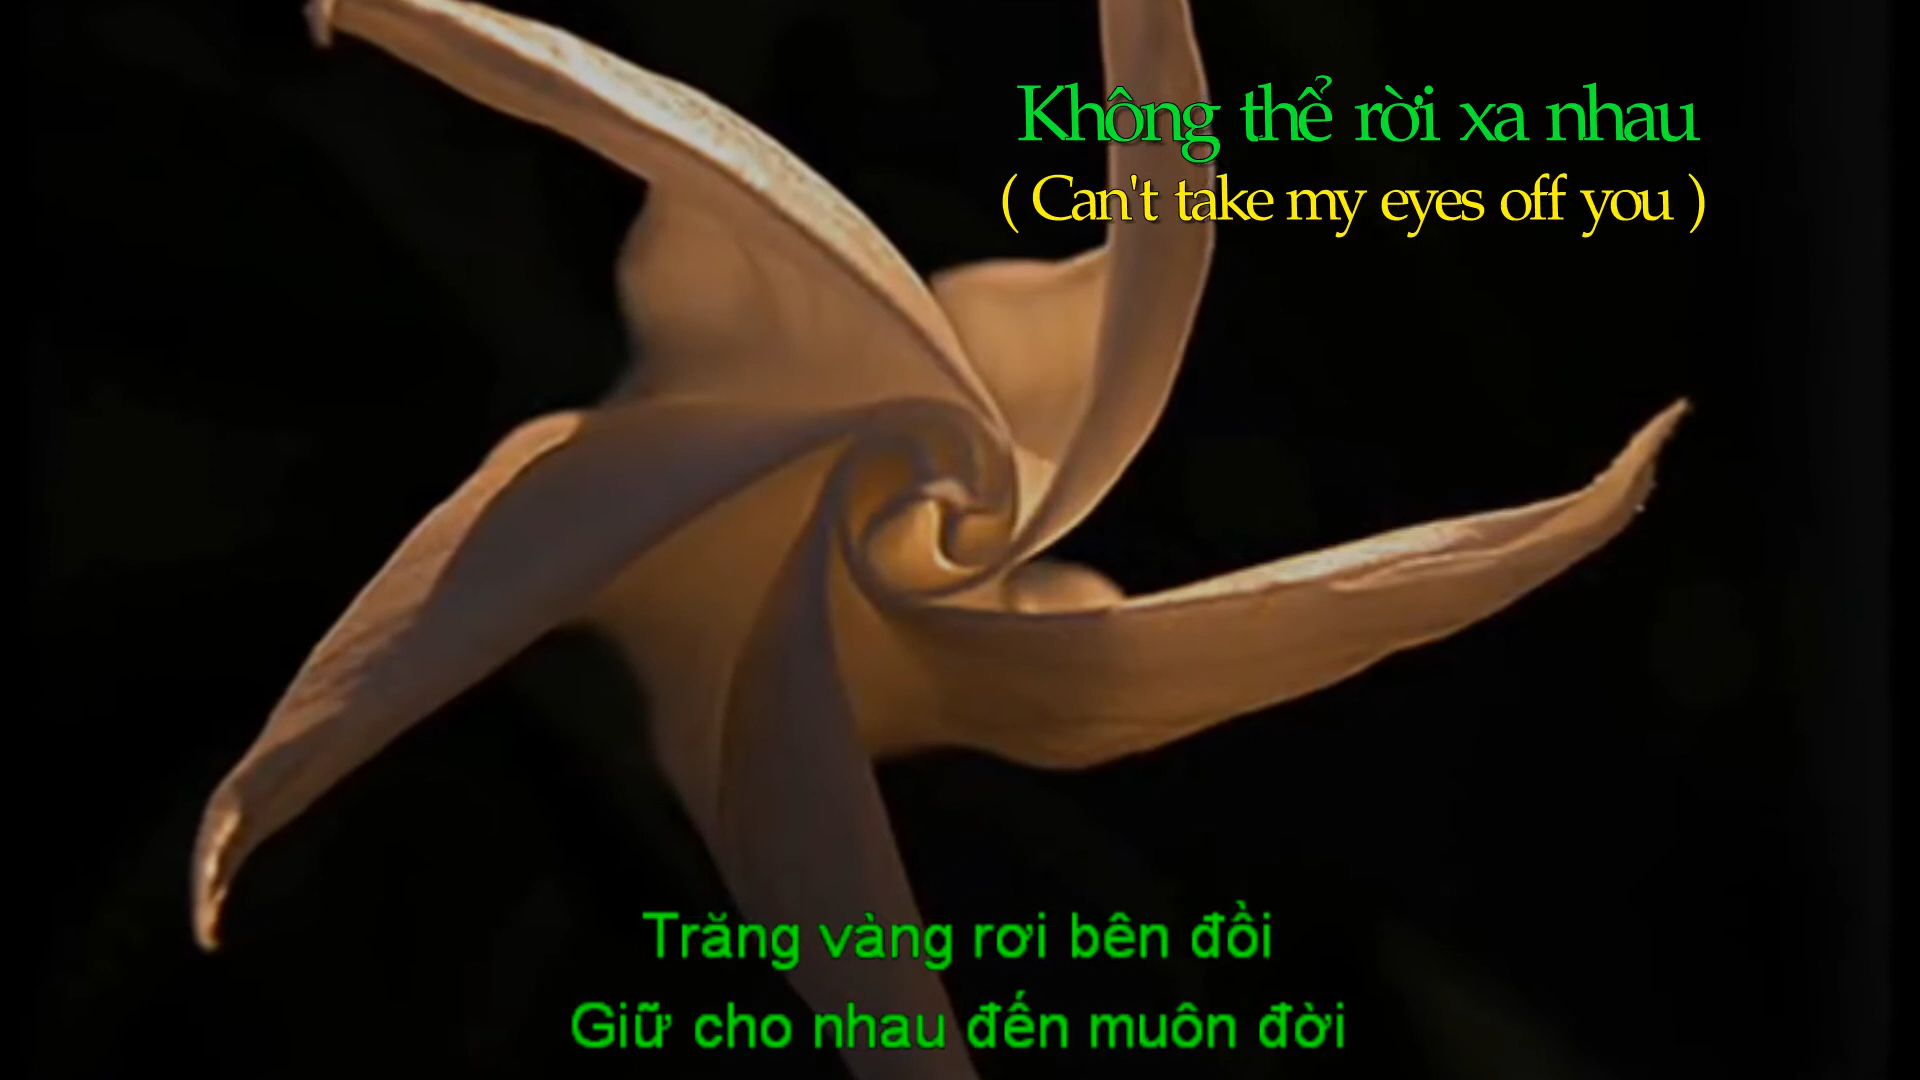 Không thể rời xa nhau
( Can't take my eyes off you )
Trăng vàng rơi bên đồi
Giữ cho nhau đến muôn đời